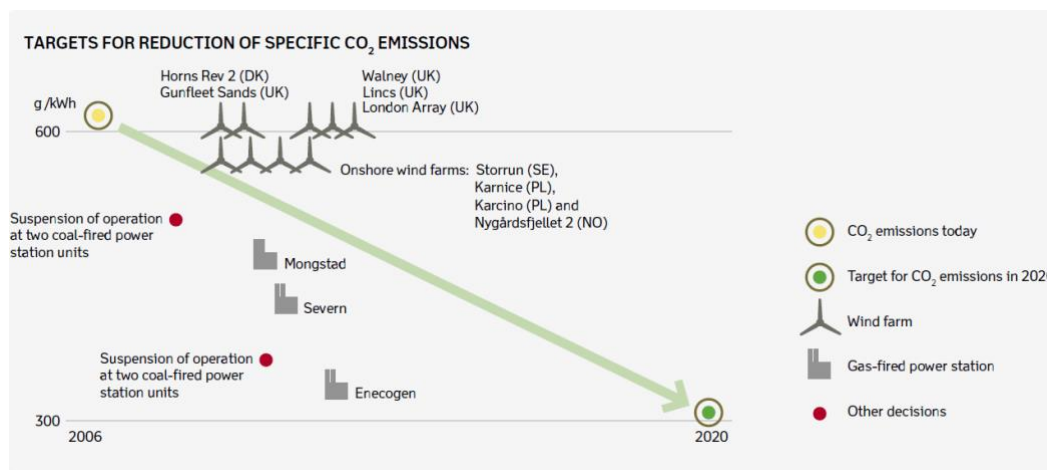 TARGETS FOR REDUCTION OF SPECIFIC CO₂ EMISSIONS
Horns Rev 2 (DK)
Gunfleet Sands (UK)
Walney (UK)
Lincs (UK)
London Array (UK)
g/kWh
600
Onshore wind farms: Storrun (SE),
Karnice (PL),
Karcino (PL) and
Nygårdsfjellet 2 (NO)
Suspension of operation
at two coal-fired power
station units
Mongstad
Severn
Suspension of operation
at two coal-fired power
station units
Enecogen
300
2006
2020
CO₂ emissions today
Target for CO₂ emissions in 202
Wind farm
Gas-fired power station
Other decisions